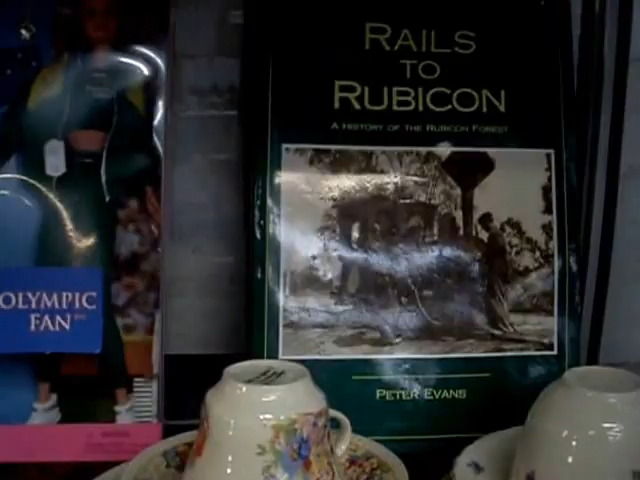 RAILS
TO
RUBICON
A HISTORY OF THE RUBICON FOREST
PETER EVANS
OLYMPIC
FAN